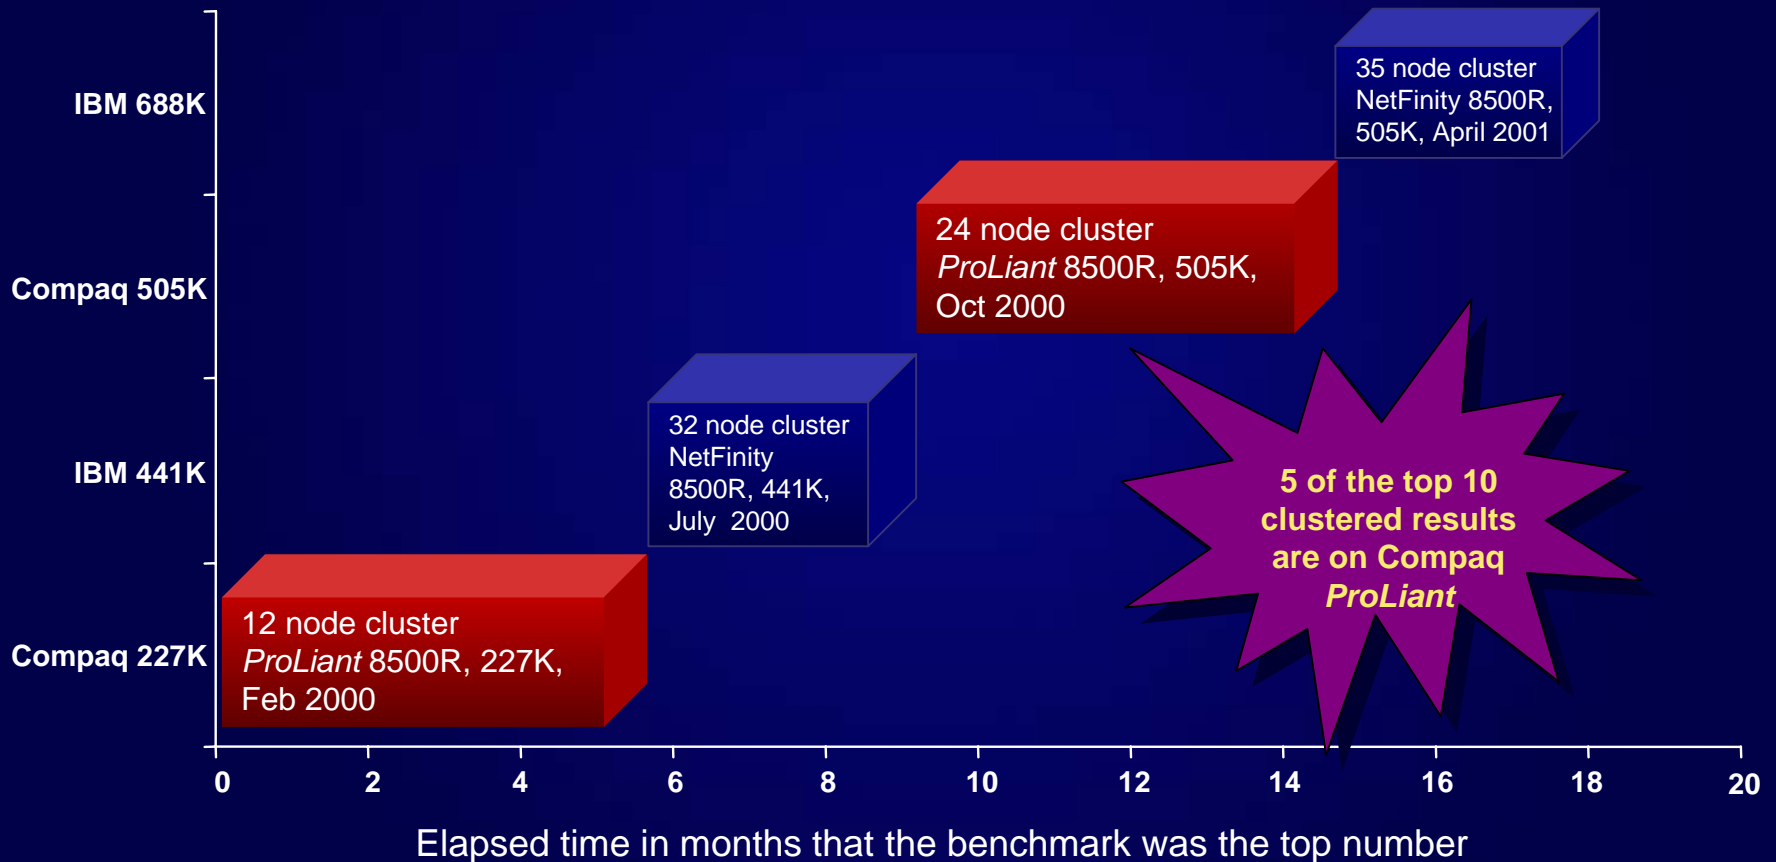 IBM 688K
35 node cluster
NetFinity 8500R,
505K, April 2001
Compaq 505K
24 node cluster
ProLiant 8500R, 505K,
Oct 2000
IBM 441K
32 node cluster
NetFinity
8500R, 441K,
July 2000
5 of the top 10
clustered results
are on Compaq
ProLiant
Compaq 227K
12 node cluster
ProLiant 8500R, 227K,
Feb 2000
0 2 4 6 8 10 12 14 16 18 20
Elapsed time in months that the benchmark was the top number